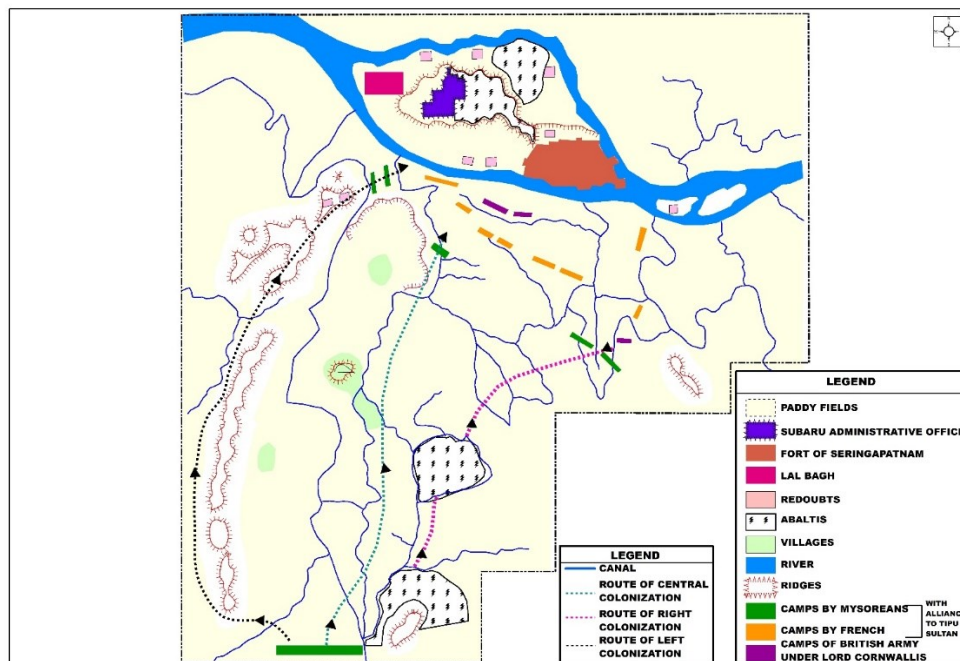 LEGEND
PADDY FIELDS
SUBARU ADMINISTRATIVE OFFIC
FORT OF SERINGAPATNAM
LAL BAGH
REDOUBTS
ABALTIS
VILLAGES
RIVER
RIDGES
CAMPS BY MYSOREANS
CAMPS BY FRENCH
CAMPS OF BRITISH ARMY
UNDER LORD CORNWALLIS
WITH
ALLIANC
TO TIPU
SULTAN
LEGEND
CANAL
ROUTE OF CENTRAL
COLONIZATION
ROUTE OF RIGHT
COLONIZATION
ROUTE OF LEFT
COLONIZATION